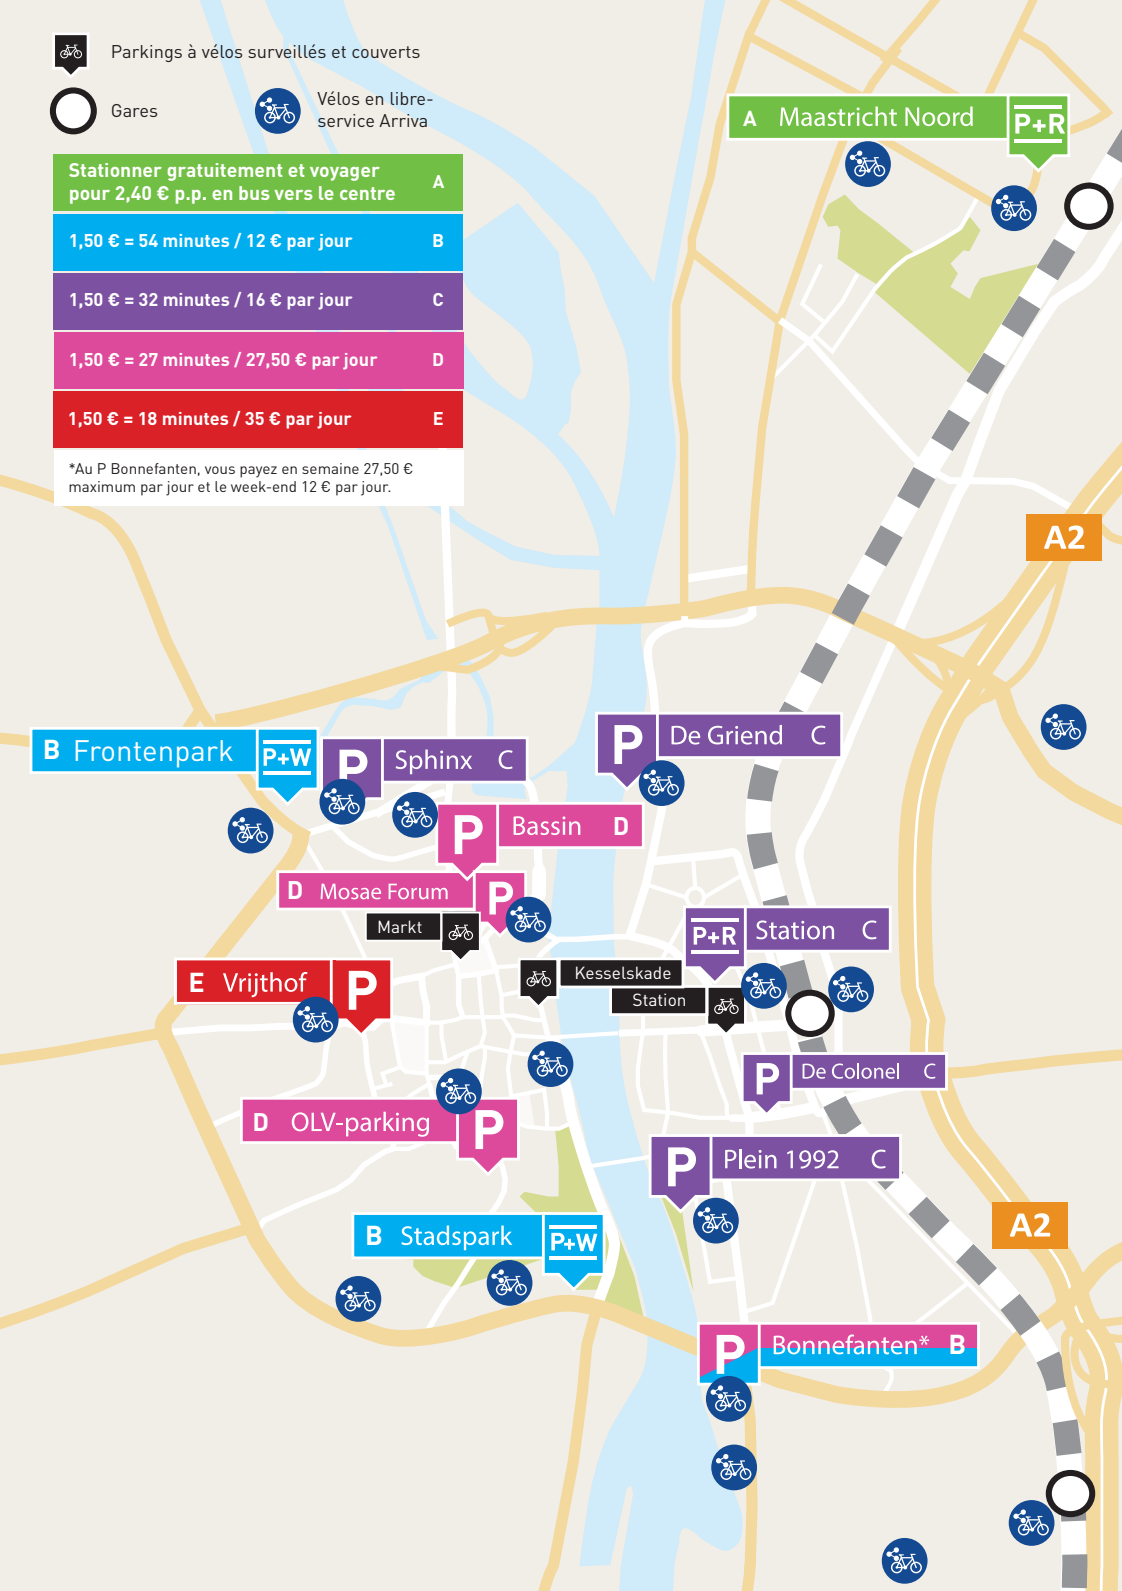 Parkings à vélos surveillés et couverts
Gares
Vélos en libre-
service Arriva
Stationner gratuitement et voyager
pour 2,40 € p.p. en bus vers le centre A
1,50 € = 54 minutes / 12 € par jour B
1,50 € = 32 minutes / 16 € par jour C
1,50 € = 27 minutes / 27,50 € par jour D
1,50 € = 18 minutes / 35 € par jour E
*Au P Bonnefanten, vous payez en semaine 27,50 €
maximum par jour et le week-end 12 € par jour.
A Maastricht Noord P+R
A2
B Frontenpark P+W
P Sphinx C
P De Griend C
P Bassin D
D Mosae Forum P
Markt
P+R Station C
E Vrijthof P
Kesselskade
Station
P De Colonel C
D OLV-parking P
P Plein 1992 C
A2
B Stadspark P+W
P Bonnefanten* B